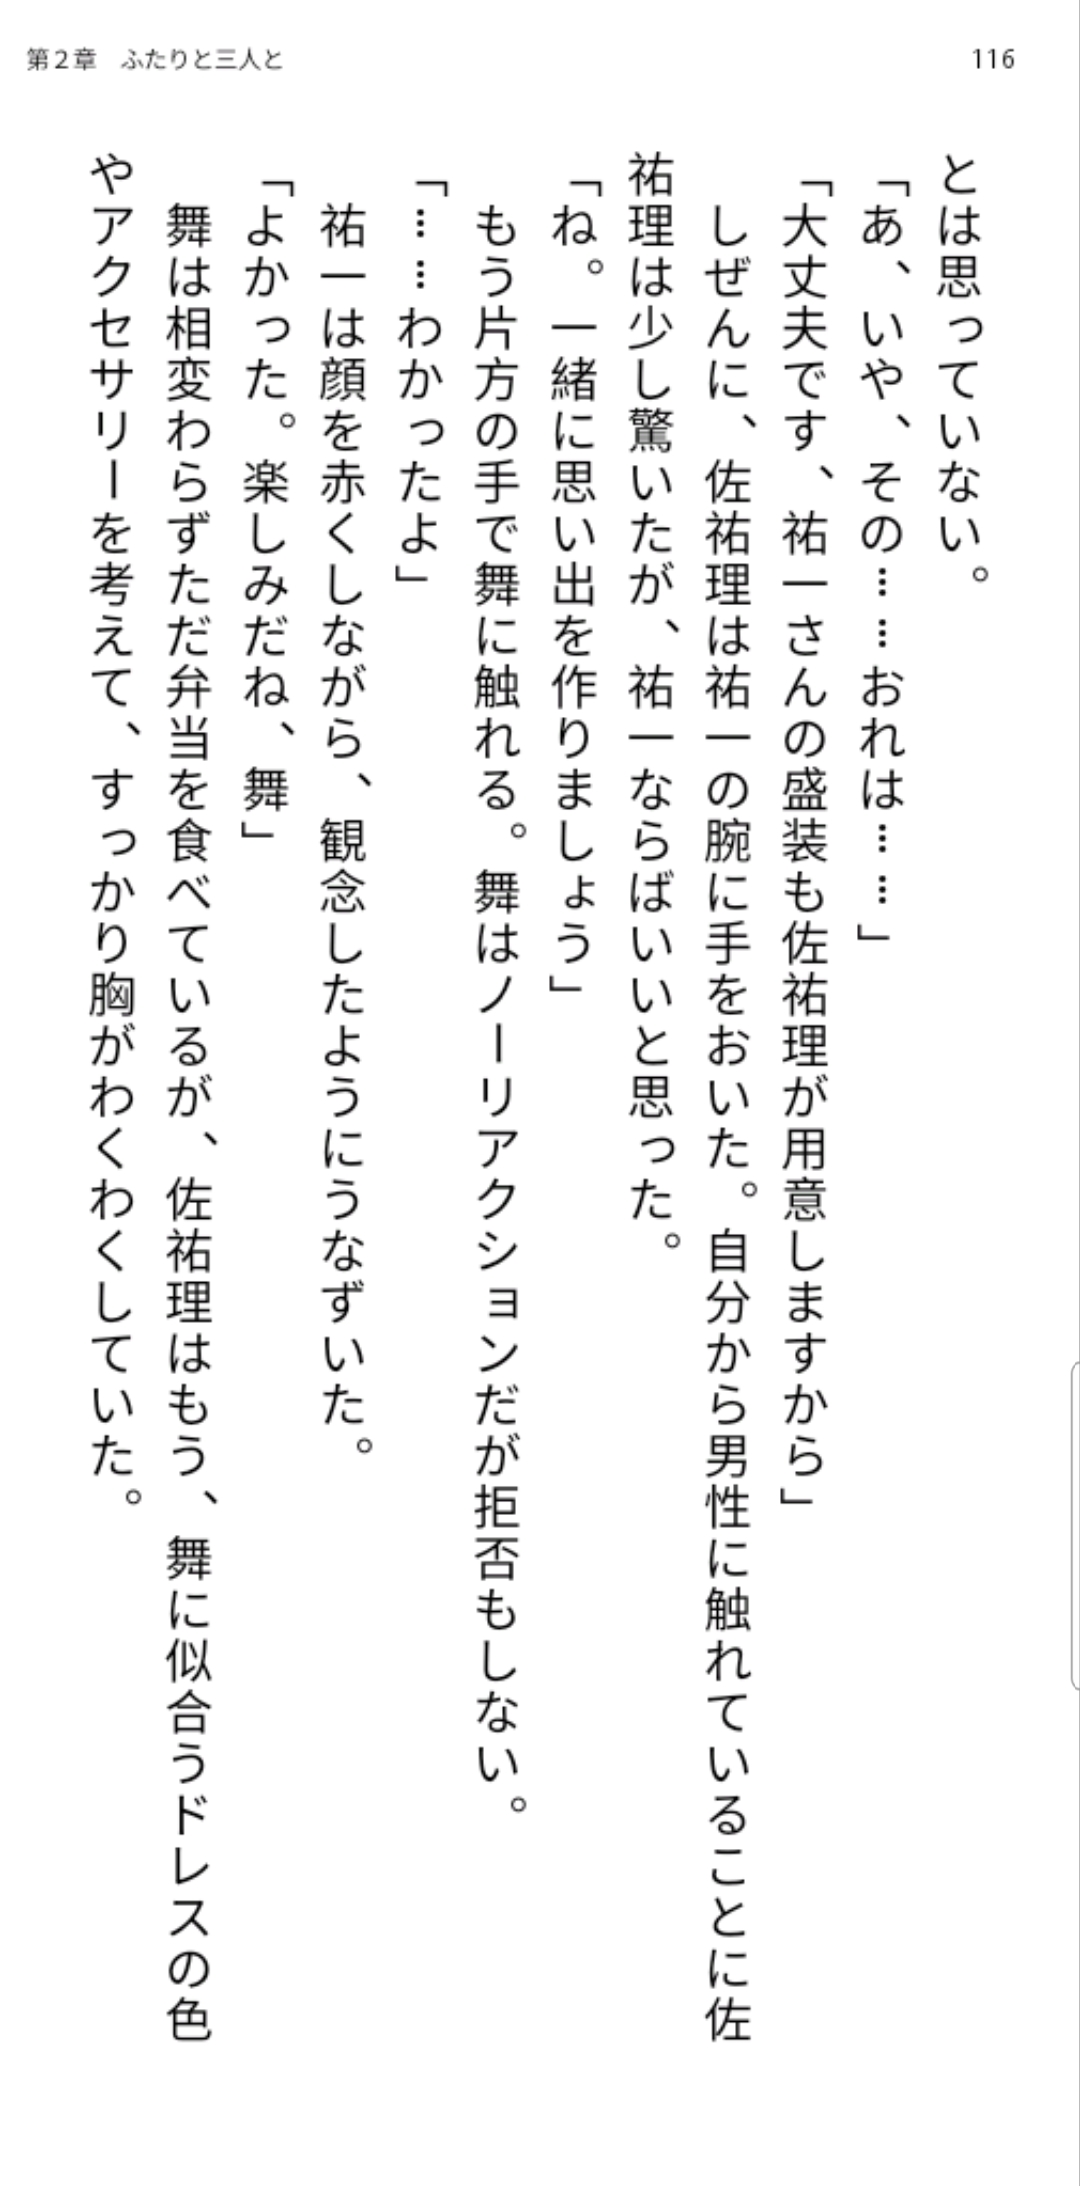 第２章　ふたりと三人と
116
とは思っていない。
「あ、いや、その……おれは……」
「大丈夫です、祐一さんの盛装も佐祐理が用意しますから」
　しぜんに、佐祐理は祐一の腕に手をおいた。自分から男性に触れていることに佐
祐理は少し驚いたが、祐一ならばいいと思った。
「ね。一緒に思い出を作りましょう」
　もう片方の手で舞に触れる。舞はノーリアクションだが拒否もしない。
「……わかったよ」
　祐一は顔を赤くしながら、観念したようにうなずいた。
「よかった。楽しみだね、舞」
　舞は相変わらずただ弁当を食べているが、佐祐理はもう、舞に似合うドレスの色
やアクセサリーを考えて、すっかり胸がわくわくしていた。